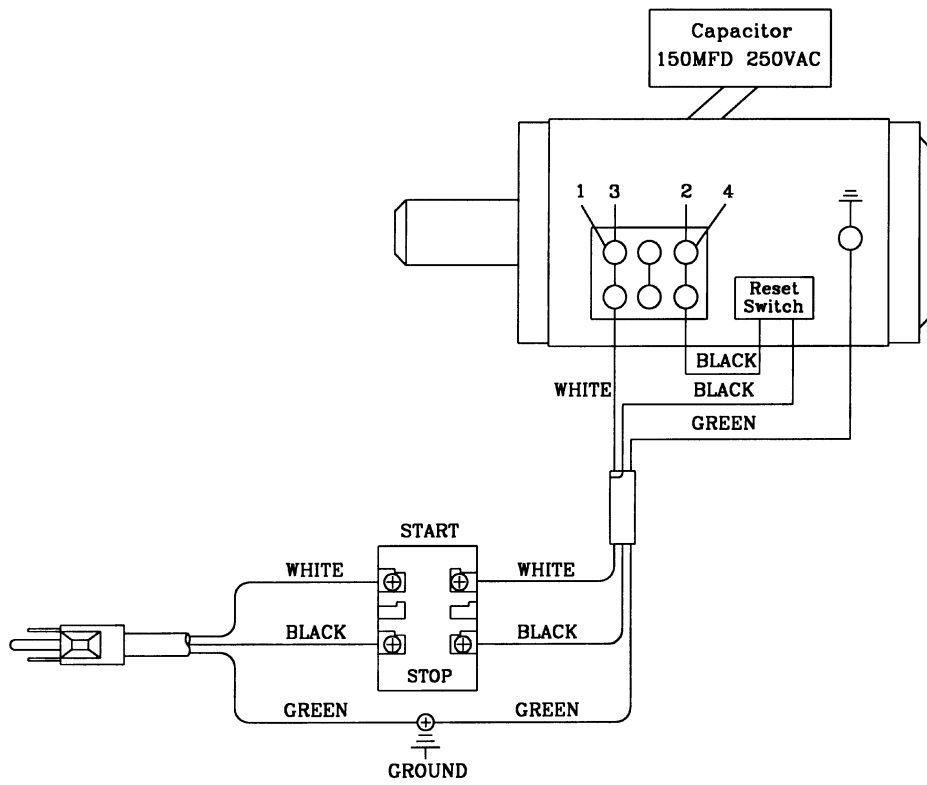 Capacitor
150MFD 250VAC
1 3 2 4
Reset
Switch
BLACK
WHITE
BLACK
GREEN
START
WHITE
WHITE
BLACK
BLACK
STOP
GREEN
GREEN
GROUND